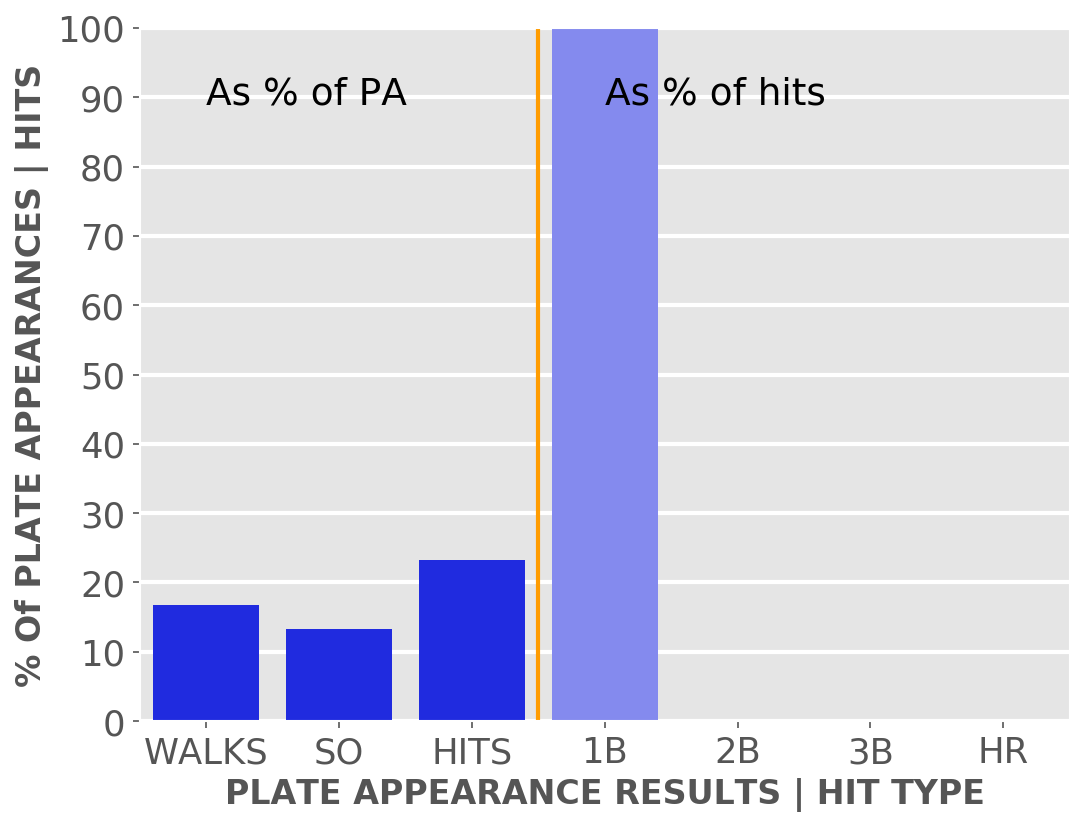 % Of PLATE APPEARANCES | HITS
100
90
80
70
60
50
40
30
20
10
0
As % of PA
As % of hits
WALKS SO HITS 1B 2B 3B HR
PLATE APPEARANCE RESULTS | HIT TYPE